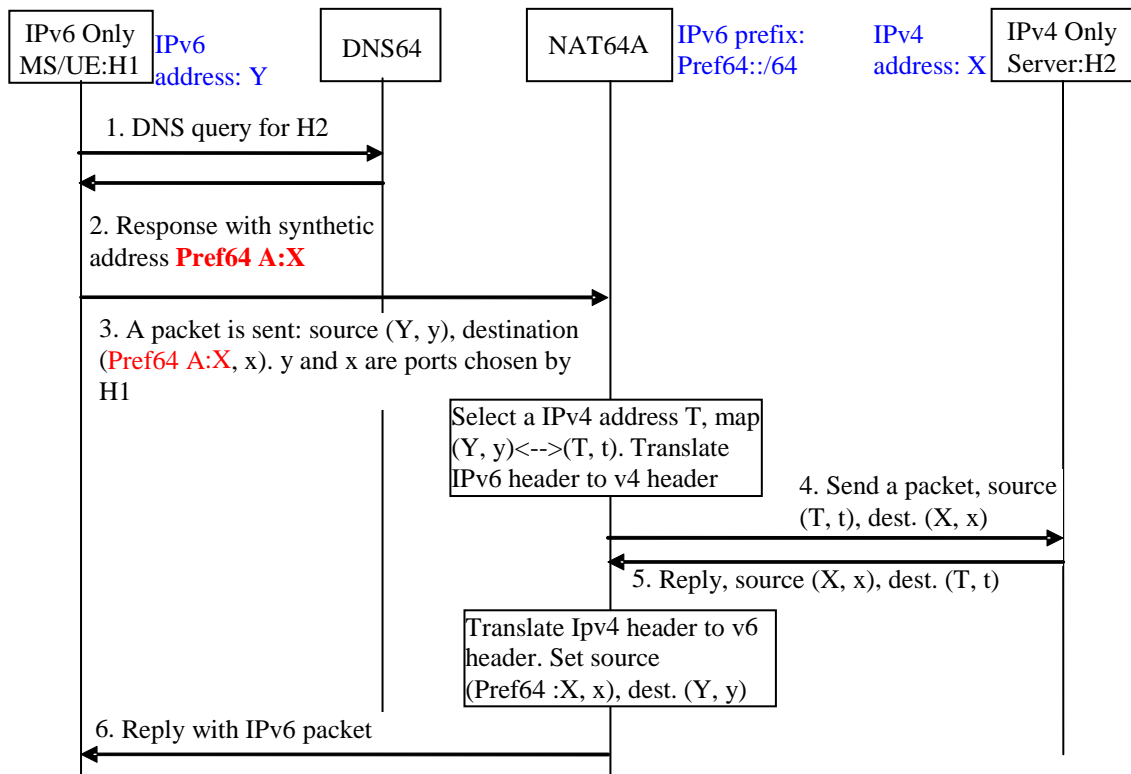 IPv6 Only
MS/UE:H1
IPv6
address: Y
DNS64
NAT64A
IPv6 prefix:
Pref64::/64
IPv4
address: X
IPv4 Only
Server:H2
1. DNS query for H2
2. Response with synthetic
address Pref64 A:X
3. A packet is sent: source (Y, y), destination
(Pref64 A:X, x). y and x are ports chosen by
H1
Select a IPv4 address T, map
(Y, y)<-->(T, t). Translate
IPv6 header to v4 header
4. Send a packet, source
(T, t), dest. (X, x)
5. Reply, source (X, x), dest. (T, t)
Translate Ipv4 header to v6
header. Set source
(Pref64 :X, x), dest. (Y, y)
6. Reply with IPv6 packet